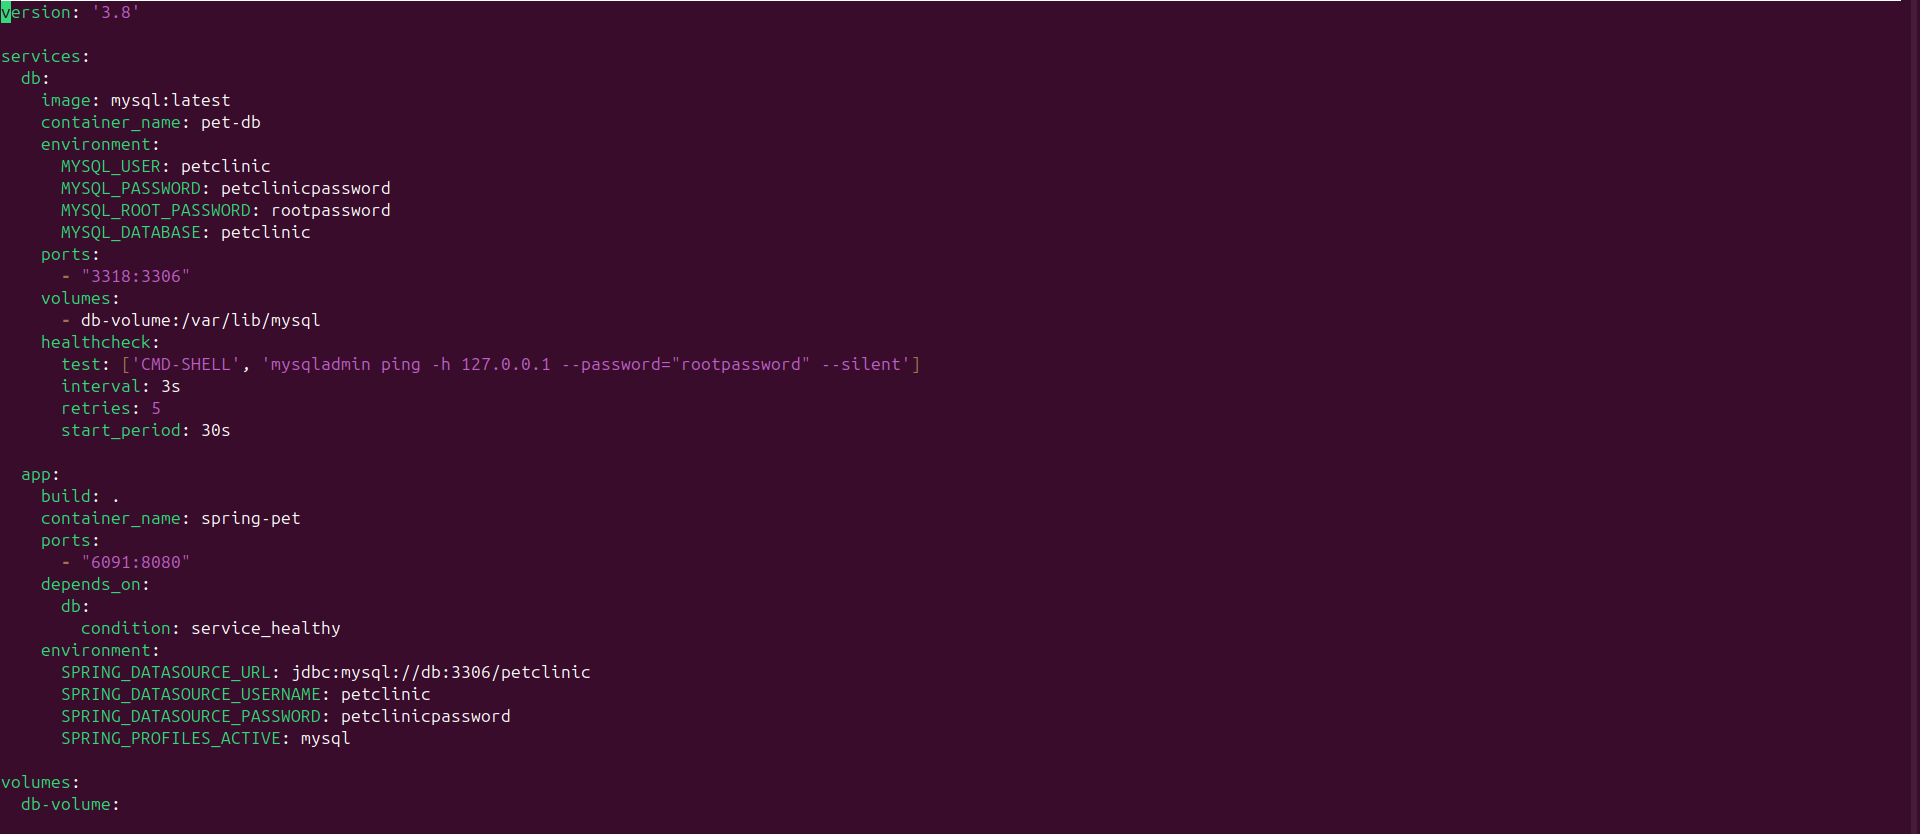 version: '3.8'

services:
  db:
    image: mysql:latest
    container_name: pet-db
    environment:
      MYSQL_USER: petclinic
      MYSQL_PASSWORD: petclinicpassword
      MYSQL_ROOT_PASSWORD: rootpassword
      MYSQL_DATABASE: petclinic
    ports:
      - "3318:3306"
    volumes:
      - db-volume:/var/lib/mysql
    healthcheck:
      test: ['CMD-SHELL', 'mysqladmin ping -h 127.0.0.1 --password="rootpassword" --silent']
      interval: 3s
      retries: 5
      start_period: 30s

  app:
    build: .
    container_name: spring-pet
    ports:
      - "6091:8080"
    depends_on:
      db:
        condition: service_healthy
    environment:
      SPRING_DATASOURCE_URL: jdbc:mysql://db:3306/petclinic
      SPRING_DATASOURCE_USERNAME: petclinic
      SPRING_DATASOURCE_PASSWORD: petclinicpassword
      SPRING_PROFILES_ACTIVE: mysql

volumes:
  db-volume: